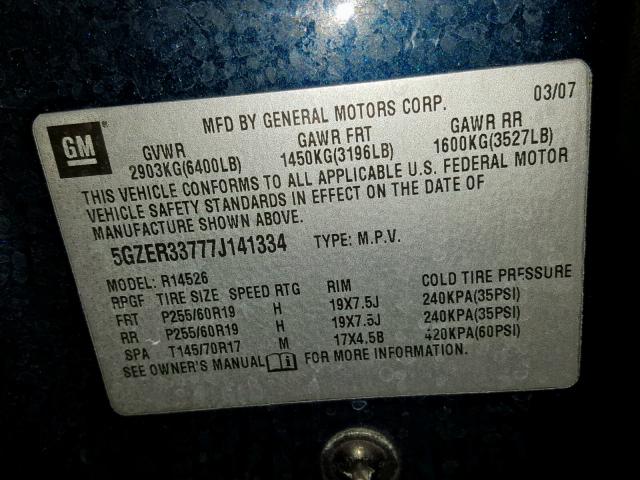 GM
®
MFD BY GENERAL MOTORS CORP. 03/07
GVWR GAWR FRT GAWR RR
2903KG(6400LB) 1450KG(3196LB) 1600KG(3527LB)
THIS VEHICLE CONFORMS TO ALL APPLICABLE U.S. FEDERAL MOTOR
VEHICLE SAFETY STANDARDS IN EFFECT ON THE DATE OF
MANUFACTURE SHOWN ABOVE.
5GZER33777J141334 TYPE: M.P.V.
MODEL: R14526
RPGF TIRE SIZE SPEED RTG RIM COLD TIRE PRESSURE
FRT P255/60R19 H 19X7.5J 240KPA(35PSI)
RR P255/60R19 H 19X7.5J 240KPA(35PSI)
SPA T145/70R17 M 17X4.5B 420KPA(60PSI)
SEE OWNER'S MANUAL i FOR MORE INFORMATION.